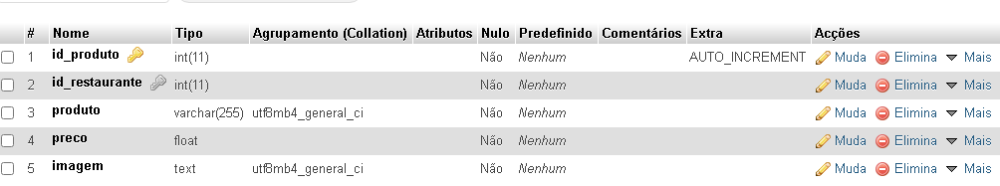 # Nome Tipo Agrupamento (Collation) Atributos Nulo Predefinido Comentários Extra Acções
1 id_produto int(11) Não Nenhum AUTO_INCREMENT Muda Elimina Mais
2 id_restaurante int(11) Não Nenhum Muda Elimina Mais
3 produto varchar(255) utf8mb4_general_ci Não Nenhum Muda Elimina Mais
4 preco float Não Nenhum Muda Elimina Mais
5 imagem text utf8mb4_general_ci Não Nenhum Muda Elimina Mais